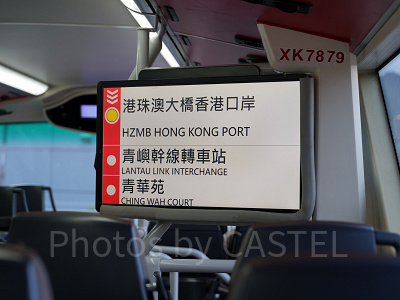 XK7879
港珠澳大橋香港口岸
HZMB HONG KONG PORT
青嶼幹線轉車站
LANTAU LINK INTERCHANGE
青華苑
CHING WAH COURT
Photos by CASTEL